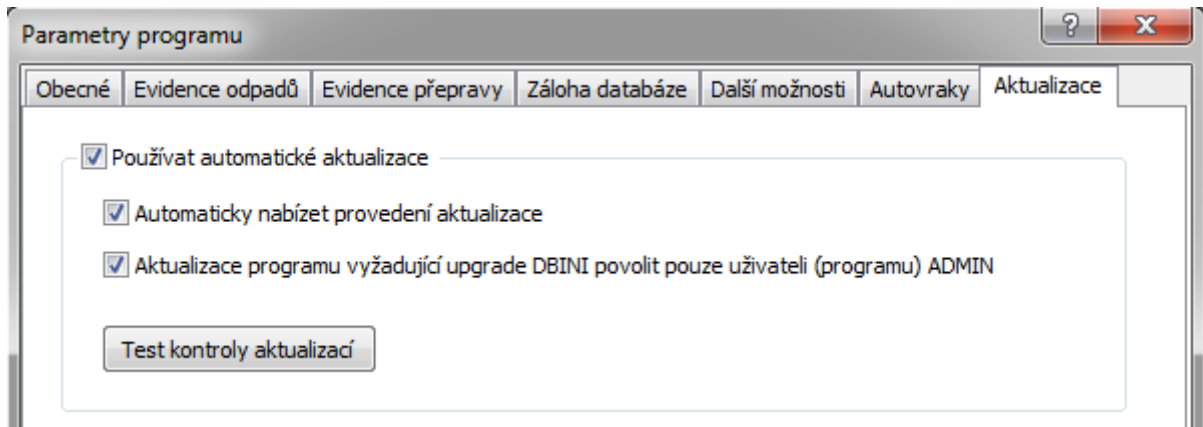 Parametry programu
Obecné Evidence odpadů Evidence přepravy Záloha databáze Další možnosti Autovraky Aktualizace
Používat automatické aktualizace
Automaticky nabízet provedení aktualizace
Aktualizace programu vyžadující upgrade DBINI povolit pouze uživateli (programu) ADMIN
Test kontroly aktualizací